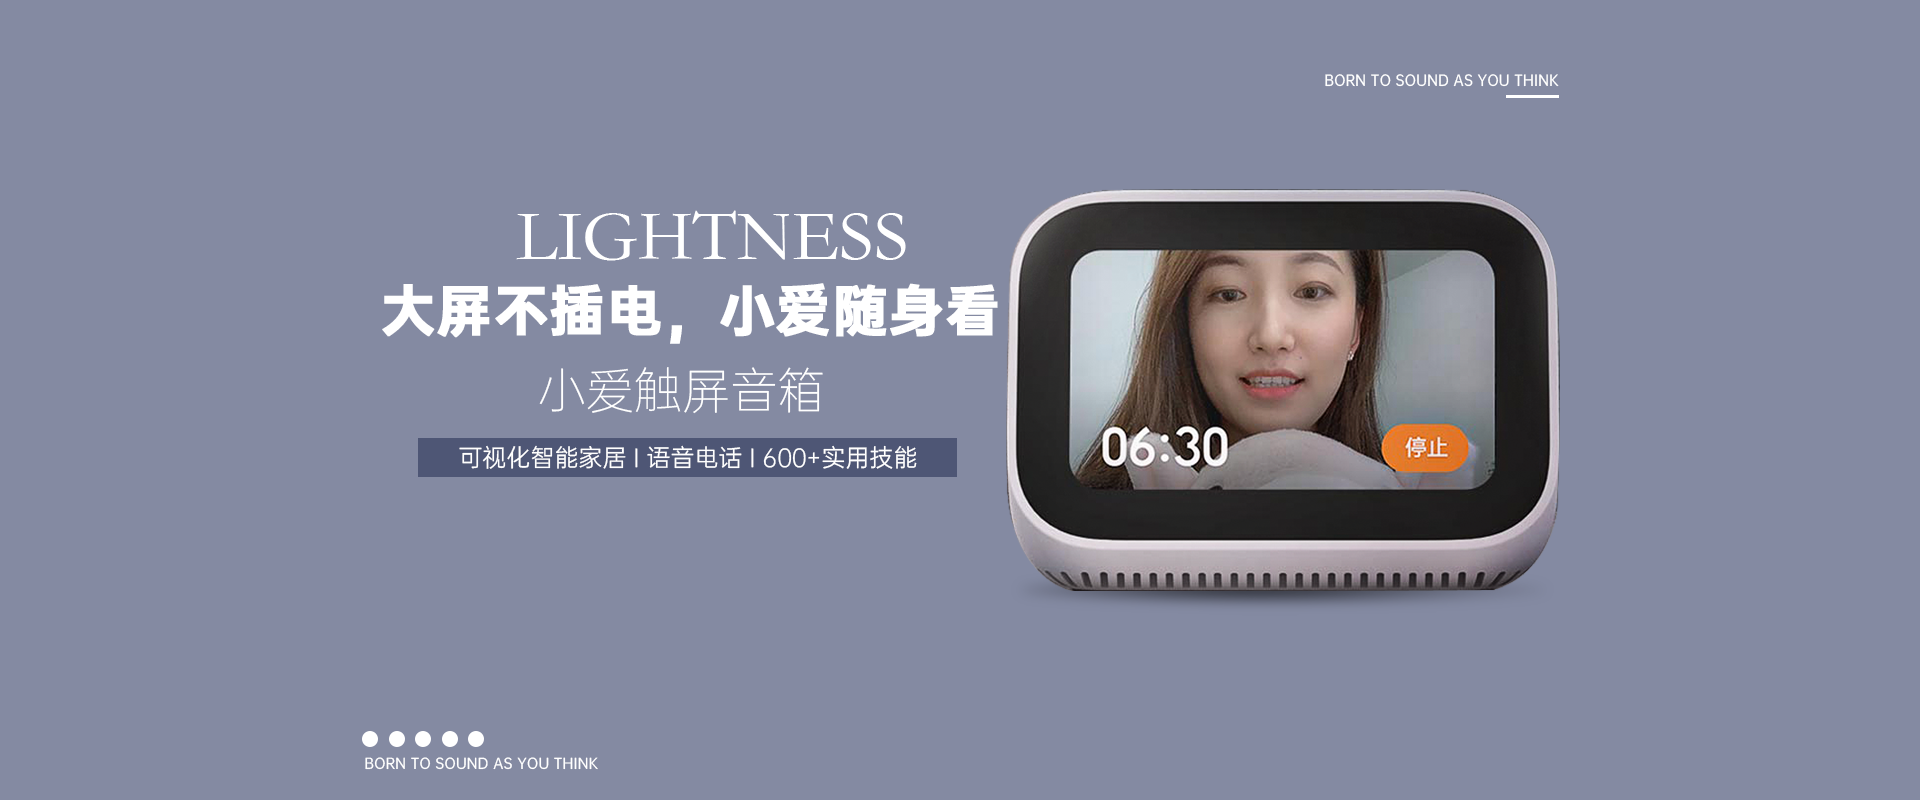 BORN TO SOUND AS YOU THINK
LIGHTNESS
大屏不插电，小爱随身看
小爱触屏音箱
可视化智能家居 | 语音电话 | 600+实用技能
06:30
停止
BORN TO SOUND AS YOU THINK